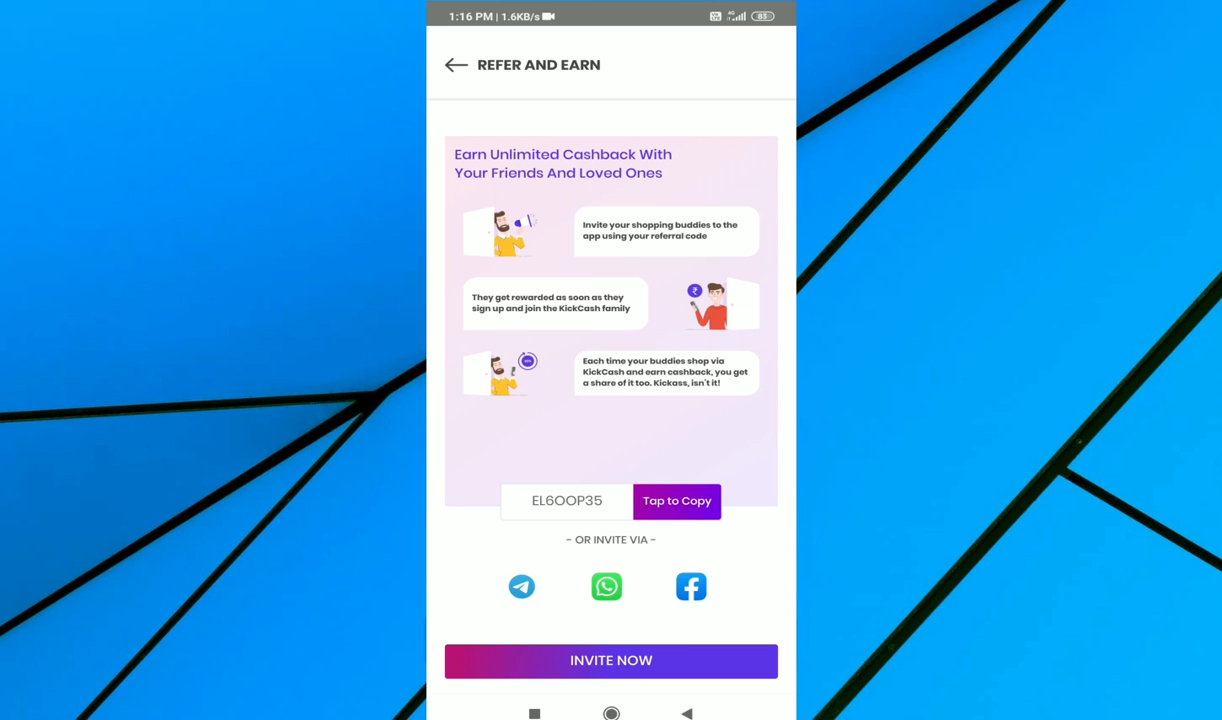 1:16 PM | 1.6KB/s
4G
83
REFER AND EARN
Earn Unlimited Cashback With
Your Friends And Loved Ones
Invite your shopping buddies to the
app using your referral code
They get rewarded as soon as they
sign up and join the KickCash family
₹
Each time your buddies shop via
KickCash and earn cashback, you get
a share of it too. Kickass, isn't it!
EL6OOP35
Tap to Copy
- OR INVITE VIA -
INVITE NOW